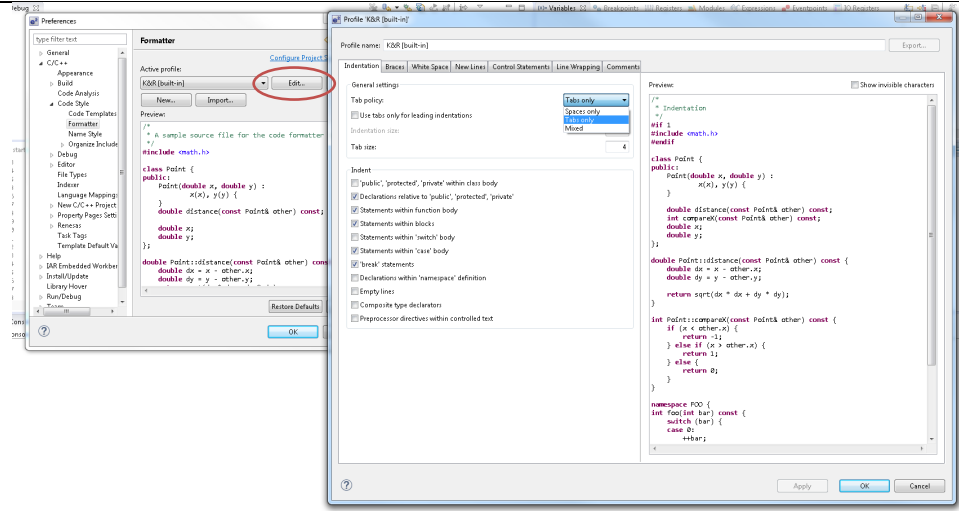 Debug
Variables
Breakpoints
Registers
Modules
Expressions
Eventpoints
IO Registers
Preferences
type filter text
General
C/C++
Appearance
Build
Code Analysis
Code Style
Code Templates
Formatter
Name Style
Organize Include
Debug
Editor
File Types
Indexer
Language Mappings
New C/C++ Project
Property Pages Setti
Renesas
Task Tags
Template Default Va
Help
IAR Embedded Workber
Install/Update
Library Hover
Run/Debug
Team
Formatter
Configure Project S
Active profile:
K&R [built-in]
Edit...
New...
Import...
Preview:
/*
* A sample source file for the code formatter
*/
#include <math.h>
class Point {
public:
Point(double x, double y) :
x(x), y(y) {
}
double distance(const Point& other) const;
double x;
double y;
};
double Point::distance(const Point& other) cons
double dx = x - other.x;
double dy = y - other.y;
Restore Defaults
OK
Profile 'K&R [built-in]'
Profile name: K&R [built-in]
Export...
Indentation Braces White Space New Lines Control Statements Line Wrapping Comments
General settings
Tab policy: Tabs only
Spaces only
Tabs only
Mixed
Use tabs only for leading indentations
Indentation size:
Tab size: 4
Indent
'public', 'protected', 'private' within class body
Declarations relative to 'public', 'protected', 'private'
Statements within function body
Statements within blocks
Statements within 'switch' body
Statements within 'case' body
'break' statements
Declarations within 'namespace' definition
Empty lines
Composite type declarators
Preprocessor directives within controlled text
Preview:
Show invisible characters
/*
* Indentation
*/
#if 1
#include <math.h>
#endif
class Point {
public:
Point(double x, double y) :
x(x), y(y) {
}
double distance(const Point& other) const;
int compareX(const Point& other) const;
double x;
double y;
};
double Point::distance(const Point& other) const {
double dx = x - other.x;
double dy = y - other.y;
return sqrt(dx * dx + dy * dy);
}
int Point::compareX(const Point& other) const {
if (x < other.x) {
return -1;
} else if (x > other.x) {
return 1;
} else {
return 0;
}
}
namespace FOO {
int foo(int bar) const {
switch (bar) {
case 0:
++bar;
Apply
OK
Cancel